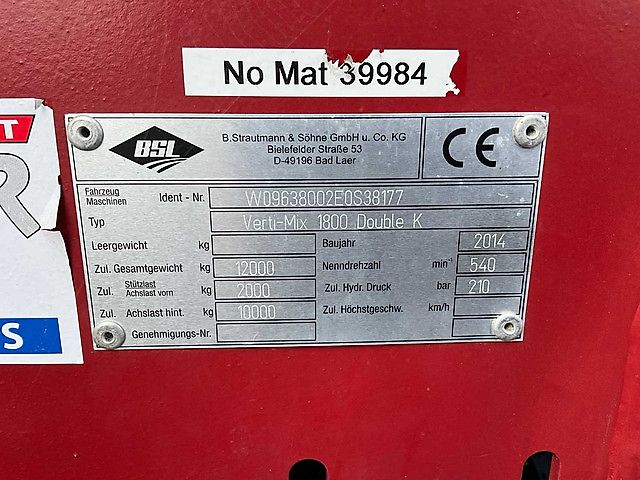 No Mat 39984
T
R
S
BSL
B.Strautmann & Söhne GmbH u. Co. KG
Bielefelder Straße 53
D-49196 Bad Laer
CE
Fahrzeug
Maschinen Ident - Nr. W09638002E0S38177
Typ Verti-Mix 1800 Double K
Leergewicht kg
Baujahr 2014
Zul. Gesamtgewicht kg 12000
Nenndrehzahl min⁻¹ 540
Zul. Stützlast
Achslast vorn kg 2000
Zul. Hydr. Druck bar 210
Zul. Achslast hint. kg 10000
Zul. Höchstgeschw. km/h
Genehmigungs-Nr.